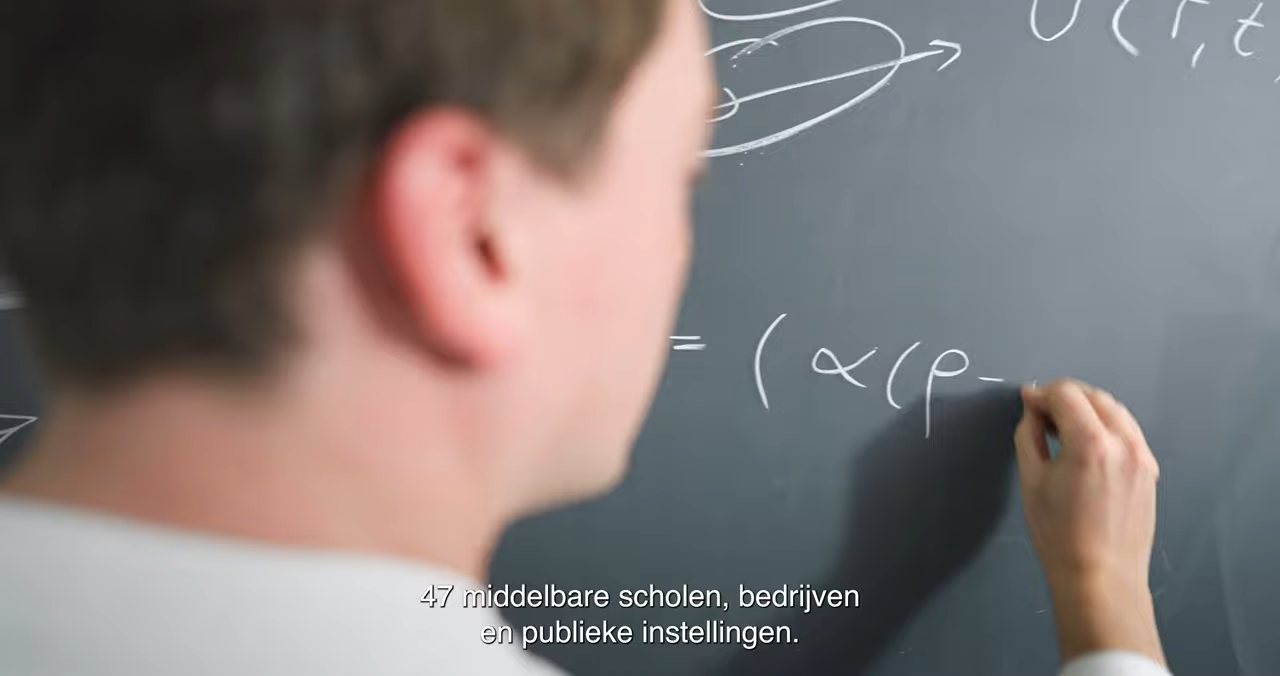 U(r,t,
= (α(ρ-
47 middelbare scholen, bedrijven
en publieke instellingen.